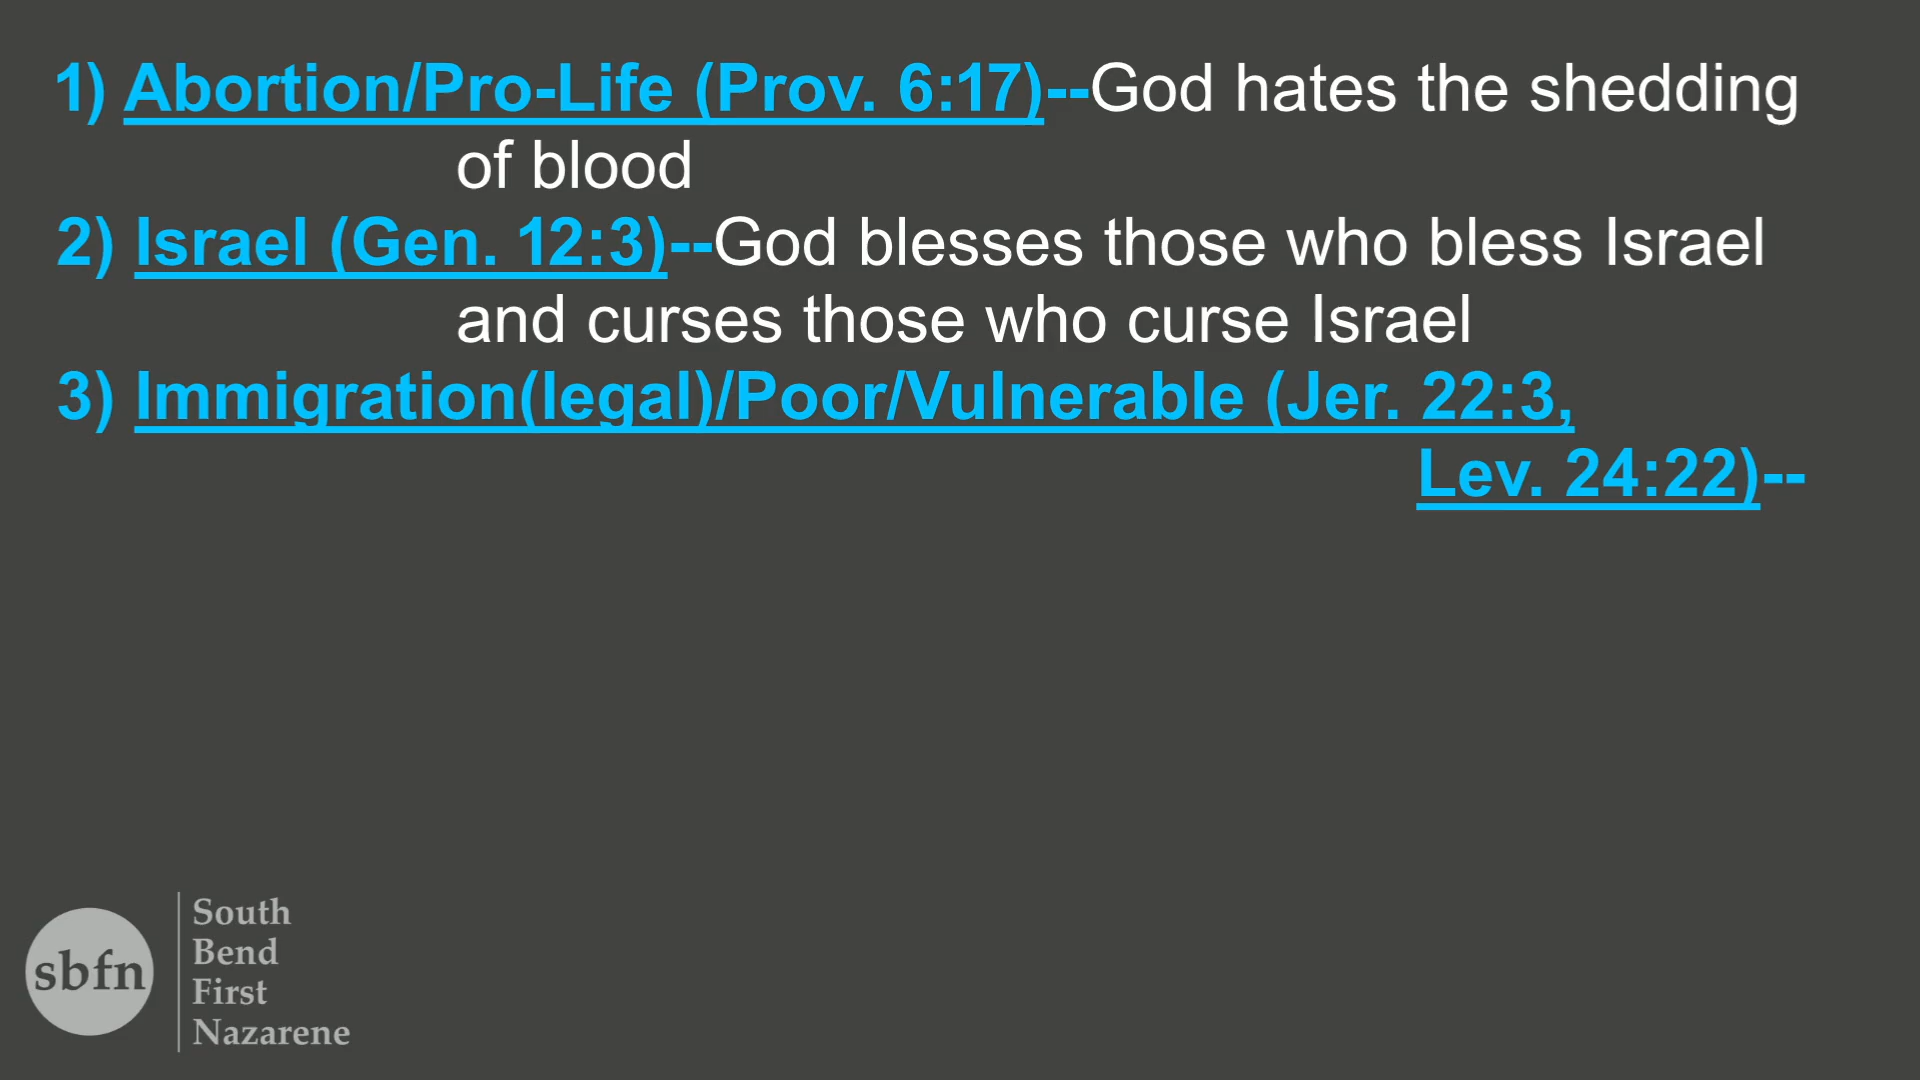 1) Abortion/Pro-Life (Prov. 6:17)--God hates the shedding
of blood
2) Israel (Gen. 12:3)--God blesses those who bless Israel
and curses those who curse Israel
3) Immigration(legal)/Poor/Vulnerable (Jer. 22:3,
Lev. 24:22)--
sbfn
South
Bend
First
Nazarene